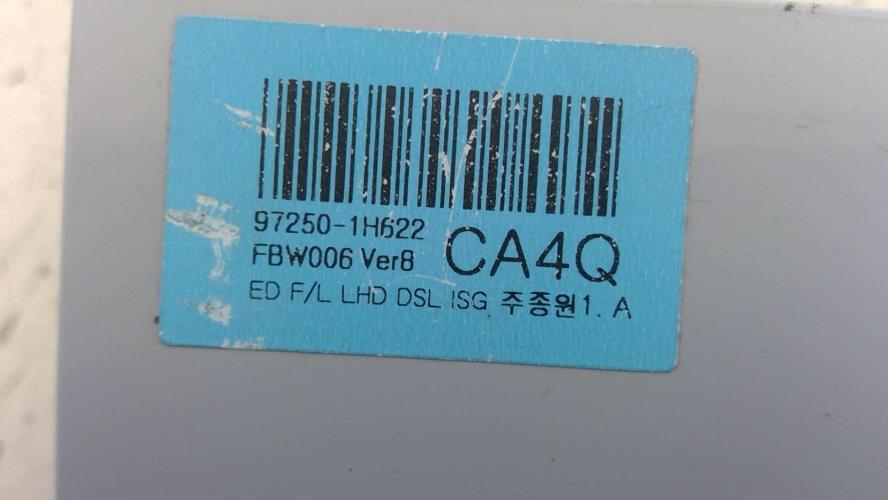 97250-1H622
FBW006 Ver8 CA4Q
ED F/L LHD DSL ISG 주종원1. A